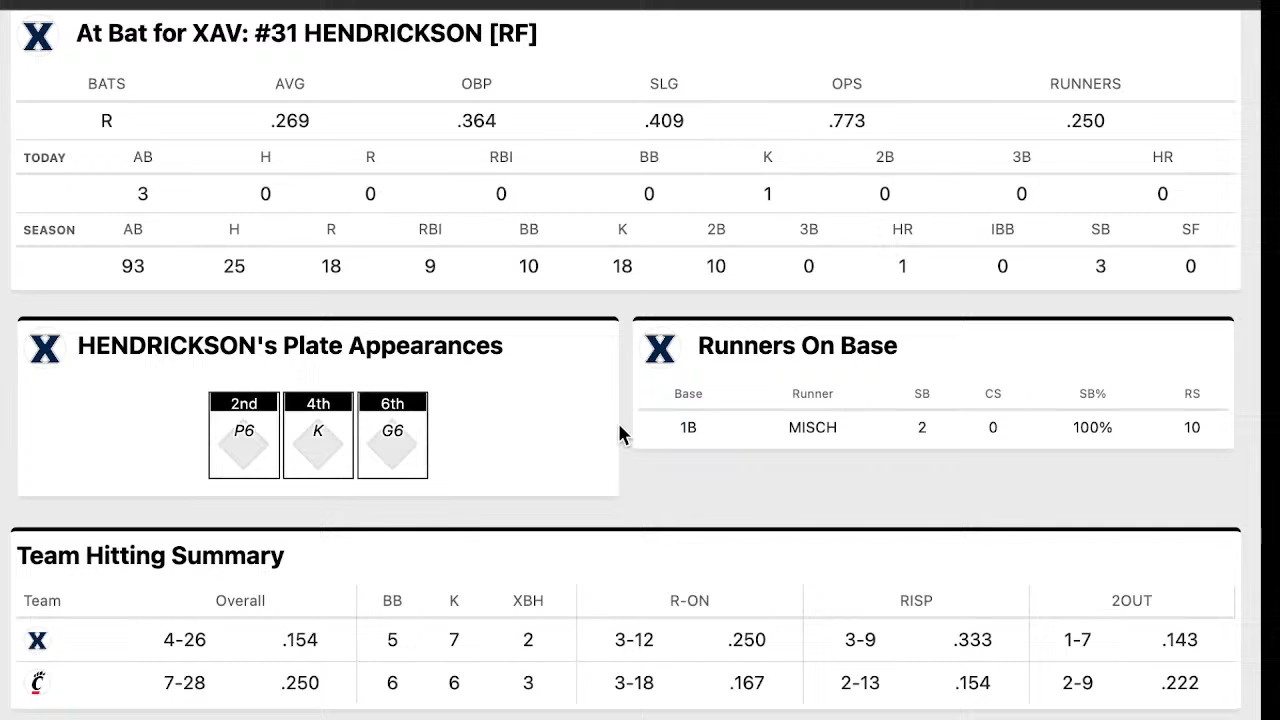 X At Bat for XAV: #31 HENDRICKSON [RF]
BATS AVG OBP SLG OPS RUNNERS
R .269 .364 .409 .773 .250
TODAY AB H R RBI BB K 2B 3B HR
3 0 0 0 0 1 0 0 0
SEASON AB H R RBI BB K 2B 3B HR IBB SB SF
93 25 18 9 10 18 10 0 1 0 3 0
X HENDRICKSON's Plate Appearances
2nd 4th 6th
P6 K G6
X Runners On Base
Base Runner SB CS SB% RS
1B MISCH 2 0 100% 10
Team Hitting Summary
Team Overall BB K XBH R-ON RISP 2OUT
X 4-26 .154 5 7 2 3-12 .250 3-9 .333 1-7 .143
C 7-28 .250 6 6 3 3-18 .167 2-13 .154 2-9 .222